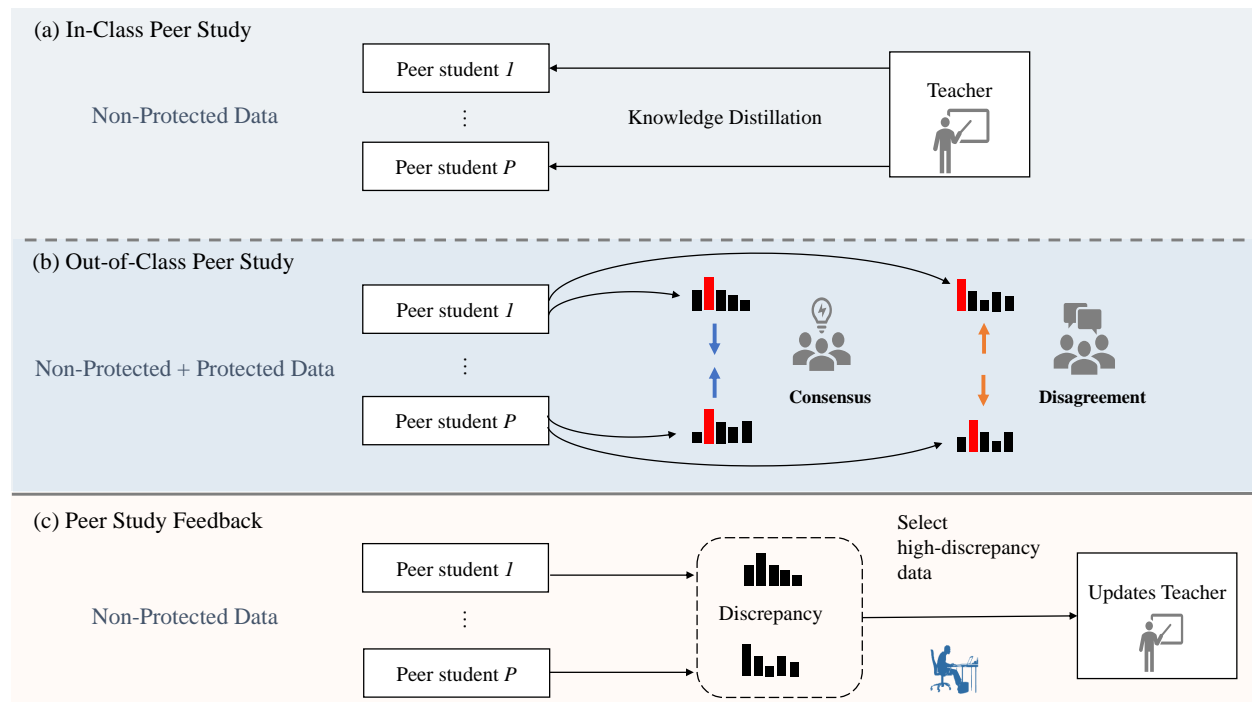 (a) In-Class Peer Study
Peer student 1
Non-Protected Data
⋮
Knowledge Distillation
Teacher
Peer student P
(b) Out-of-Class Peer Study
Peer student 1
Non-Protected + Protected Data
⋮
Consensus
Disagreement
Peer student P
(c) Peer Study Feedback
Select
high-discrepancy
data
Peer student 1
Non-Protected Data
⋮
Discrepancy
Updates Teacher
Peer student P